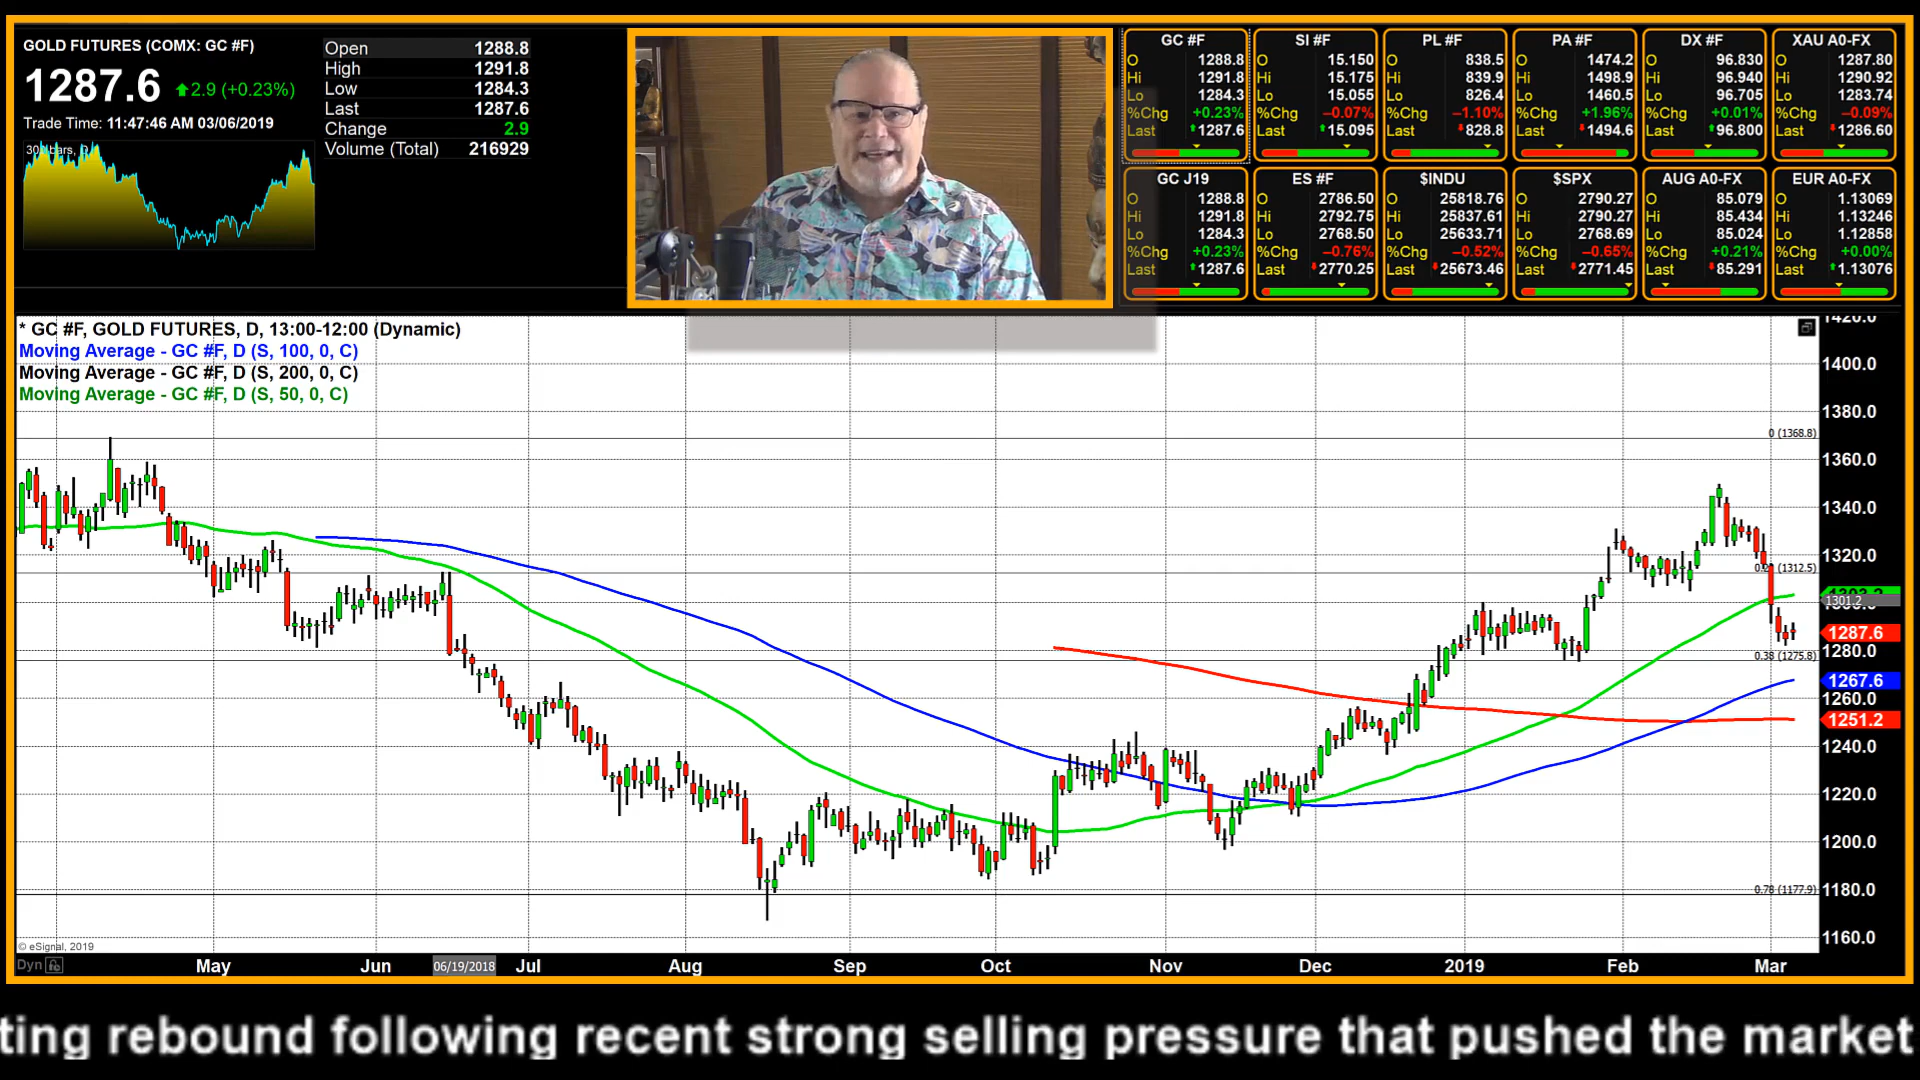 GOLD FUTURES (COMX: GC #F)
1287.6 2.9 (+0.23%)
Trade Time: 11:47:46 AM 03/06/2019
Open 1288.8
High 1291.8
Low 1284.3
Last 1287.6
Change 2.9
Volume (Total) 216929
GC #F
O 1288.8
Hi 1291.8
Lo 1284.3
%Chg +0.23%
Last 1287.6
SI #F
O 15.150
Hi 15.175
Lo 15.055
%Chg -0.07%
Last 15.095
PL #F
O 838.5
Hi 839.9
Lo 826.4
%Chg -1.10%
Last 828.8
PA #F
O 1474.2
Hi 1498.9
Lo 1460.5
%Chg +1.96%
Last 1494.6
DX #F
O 96.830
Hi 96.940
Lo 96.705
%Chg +0.01%
Last 96.800
XAU A0-FX
O 1287.80
Hi 1290.92
Lo 1283.74
%Chg -0.09%
Last 1286.60
GC J19
O 1288.8
Hi 1291.8
Lo 1284.3
%Chg +0.23%
Last 1287.6
ES #F
O 2786.50
Hi 2792.75
Lo 2768.50
%Chg -0.76%
Last 2770.25
$INDU
O 25818.76
Hi 25837.61
Lo 25633.71
%Chg -0.52%
Last 25673.46
$SPX
O 2790.27
Hi 2790.27
Lo 2768.69
%Chg -0.65%
Last 2771.45
AUG A0-FX
O 85.079
Hi 85.434
Lo 85.024
%Chg +0.21%
Last 85.291
EUR A0-FX
O 1.13069
Hi 1.13246
Lo 1.12858
%Chg +0.00%
Last 1.13076
* GC #F, GOLD FUTURES, D, 13:00-12:00 (Dynamic)
Moving Average - GC #F, D (S, 100, 0, C)
Moving Average - GC #F, D (S, 200, 0, C)
Moving Average - GC #F, D (S, 50, 0, C)
1420.0
1400.0
1380.0
0 (1368.8)
1360.0
1340.0
1320.0
(1312.5)
1301.2
1287.6
1280.0
0.38 (1275.8)
1267.6
1260.0
1251.2
1240.0
1220.0
1200.0
1180.0
0.78 (1177.9)
1160.0
© eSignal, 2019
Dyn
May Jun 06/19/2018 Jul Aug Sep Oct Nov Dec 2019 Feb Mar
ting rebound following recent strong selling pressure that pushed the market